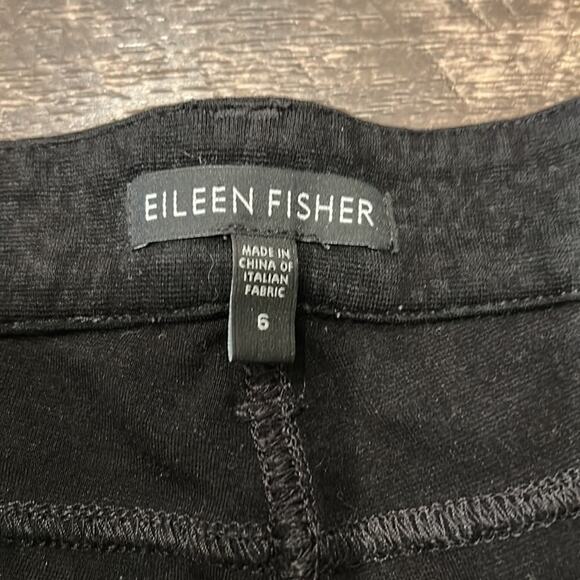 EILEEN FISHER
MADE IN
CHINA OF
ITALIAN
FABRIC
6